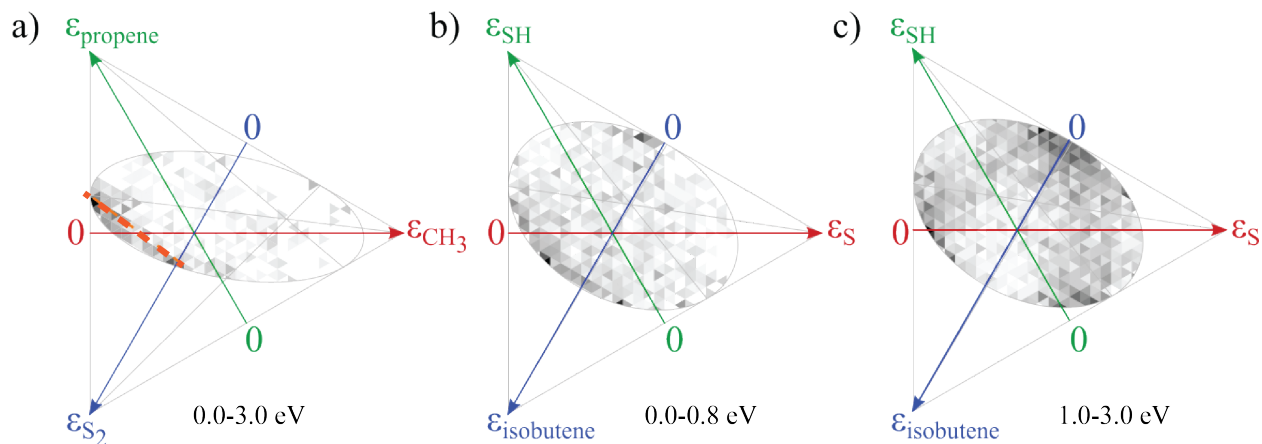 a)
ε_propene
0
0
ε_CH₃
0
ε_S₂
0.0-3.0 eV
b)
ε_SH
0
0
ε_S
0
ε_isobutene
0.0-0.8 eV
c)
ε_SH
0
0
ε_S
0
ε_isobutene
1.0-3.0 eV